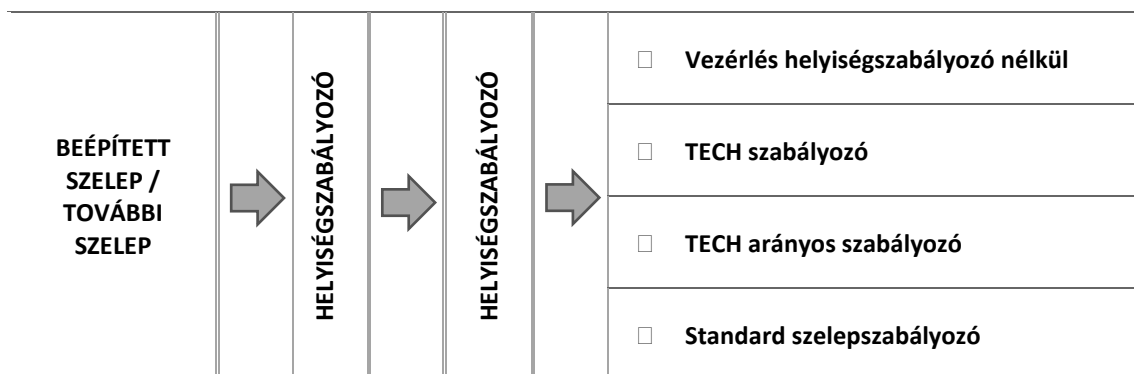 BEÉPÍTETT
SZELEP /
TOVÁBBI
SZELEP
HELYISÉGSZABÁLYOZÓ
HELYISÉGSZABÁLYOZÓ
Vezérlés helyiségszabályozó nélkül
TECH szabályozó
TECH arányos szabályozó
Standard szelepszabályozó